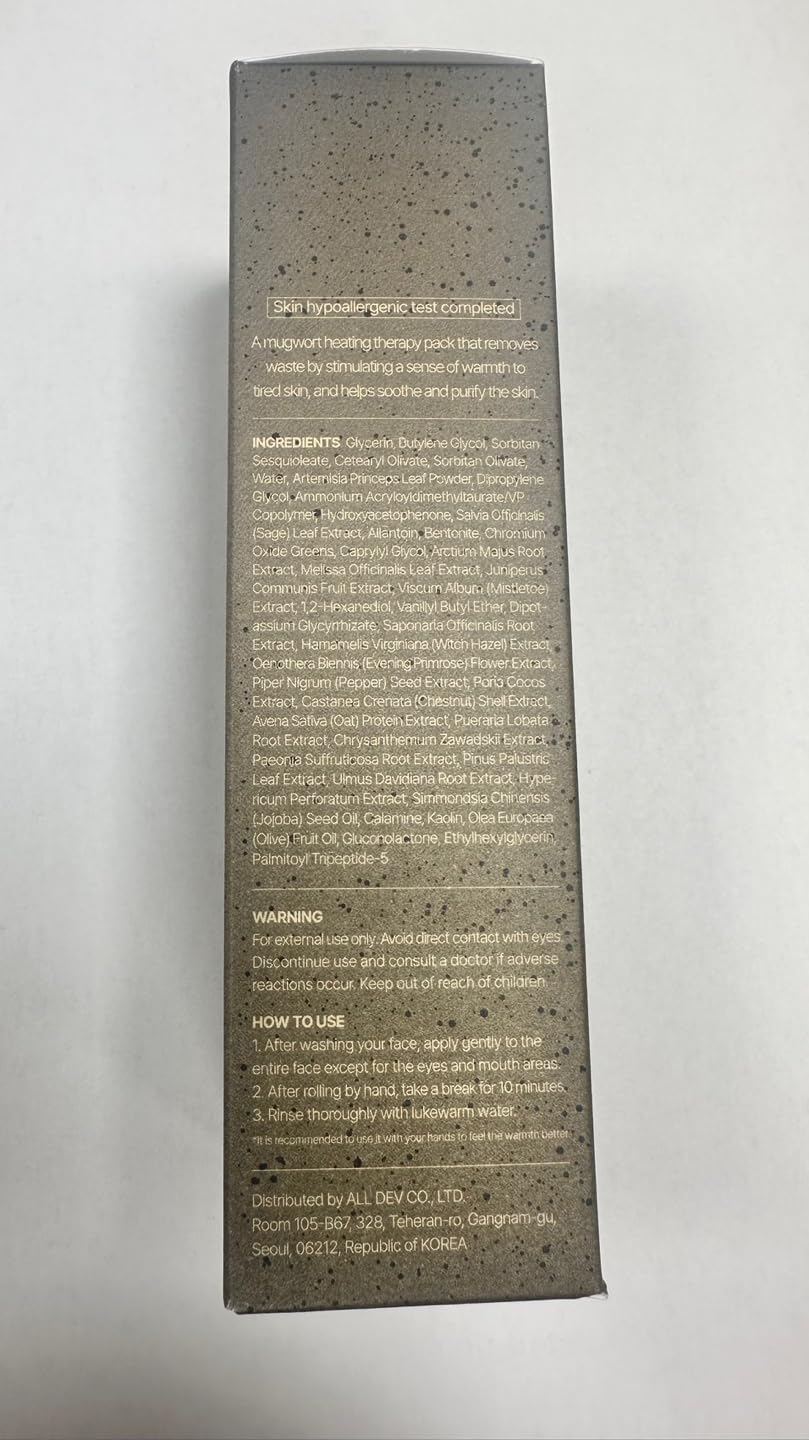 Skin hypoallergenic test completed
A mugwort heating therapy pack that removes
waste by stimulating a sense of warmth to
tired skin, and helps soothe and purify the skin.
INGREDIENTS Glycerin, Butylene Glycol, Sorbitan
Sesquioleate, Cetearyl Olivate, Sorbitan Olivate,
Water, Artemisia Princeps Leaf Powder, Dipropylene
Glycol, Ammonium Acryloyldimethyltaurate/VP
Copolymer, Hydroxyacetophenone, Salvia Officinalis
(Sage) Leaf Extract, Allantoin, Bentonite, Chromium
Oxide Greens, Caprylyl Glycol, Arctium Majus Root
Extract, Melissa Officinalis Leaf Extract, Juniperus
Communis Fruit Extract, Viscum Album (Mistletoe)
Extract, 1,2-Hexanediol, Vanillyl Butyl Ether, Dipot-
assium Glycyrrhizate, Saponaria Officinalis Root
Extract, Hamamelis Virginiana (Witch Hazel) Extract,
Oenothera Biennis (Evening Primrose) Flower Extract,
Piper Nigrum (Pepper) Seed Extract, Poria Cocos
Extract, Castanea Crenata (Chestnut) Shell Extract,
Avena Sativa (Oat) Protein Extract, Pueraria Lobata
Root Extract, Chrysanthemum Zawadskii Extract,
Paeonia Suffruticosa Root Extract, Pinus Palustric
Leaf Extract, Ulmus Davidiana Root Extract, Hype-
ricum Perforatum Extract, Simmondsia Chinensis
(Jojoba) Seed Oil, Calamine, Kaolin, Olea Europaea
(Olive) Fruit Oil, Gluconolactone, Ethylhexylglycerin,
Palmitoyl Tripeptide-5
WARNING
For external use only. Avoid direct contact with eyes.
Discontinue use and consult a doctor if adverse
reactions occur. Keep out of reach of children.
HOW TO USE
1. After washing your face, apply gently to the
entire face except for the eyes and mouth areas.
2. After rolling by hand, take a break for 10 minutes.
3. Rinse thoroughly with lukewarm water.
*It is recommended to use it with your hands to feel the warmth better.
Distributed by ALL DEV CO., LTD.
Room 105-B67, 328, Teheran-ro, Gangnam-gu,
Seoul, 06212, Republic of KOREA